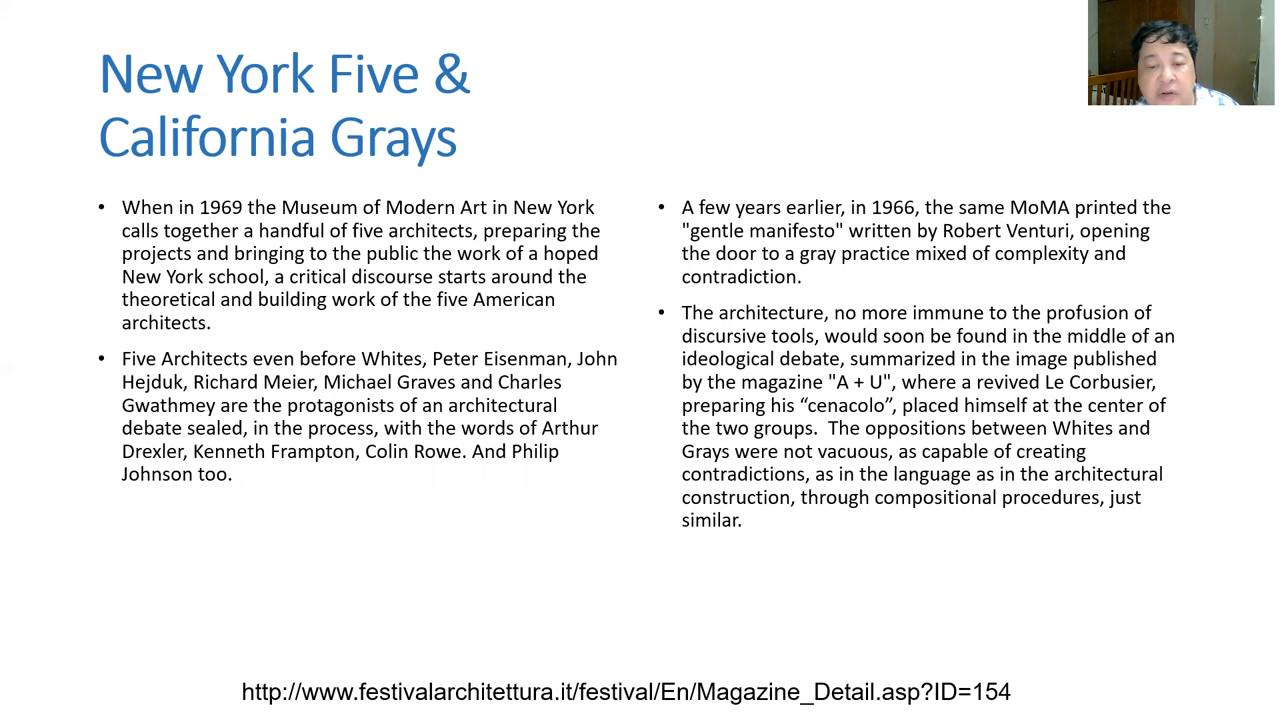 New York Five &
California Grays
• When in 1969 the Museum of Modern Art in New York
calls together a handful of five architects, preparing the
projects and bringing to the public the work of a hoped
New York school, a critical discourse starts around the
theoretical and building work of the five American
architects.
• Five Architects even before Whites, Peter Eisenman, John
Hejduk, Richard Meier, Michael Graves and Charles
Gwathmey are the protagonists of an architectural
debate sealed, in the process, with the words of Arthur
Drexler, Kenneth Frampton, Colin Rowe. And Philip
Johnson too.
• A few years earlier, in 1966, the same MoMA printed the
"gentle manifesto" written by Robert Venturi, opening
the door to a gray practice mixed of complexity and
contradiction.
• The architecture, no more immune to the profusion of
discursive tools, would soon be found in the middle of an
ideological debate, summarized in the image published
by the magazine "A + U", where a revived Le Corbusier,
preparing his “cenacolo”, placed himself at the center of
the two groups.  The oppositions between Whites and
Grays were not vacuous, as capable of creating
contradictions, as in the language as in the architectural
construction, through compositional procedures, just
similar.
http://www.festivalarchitettura.it/festival/En/Magazine_Detail.asp?ID=154